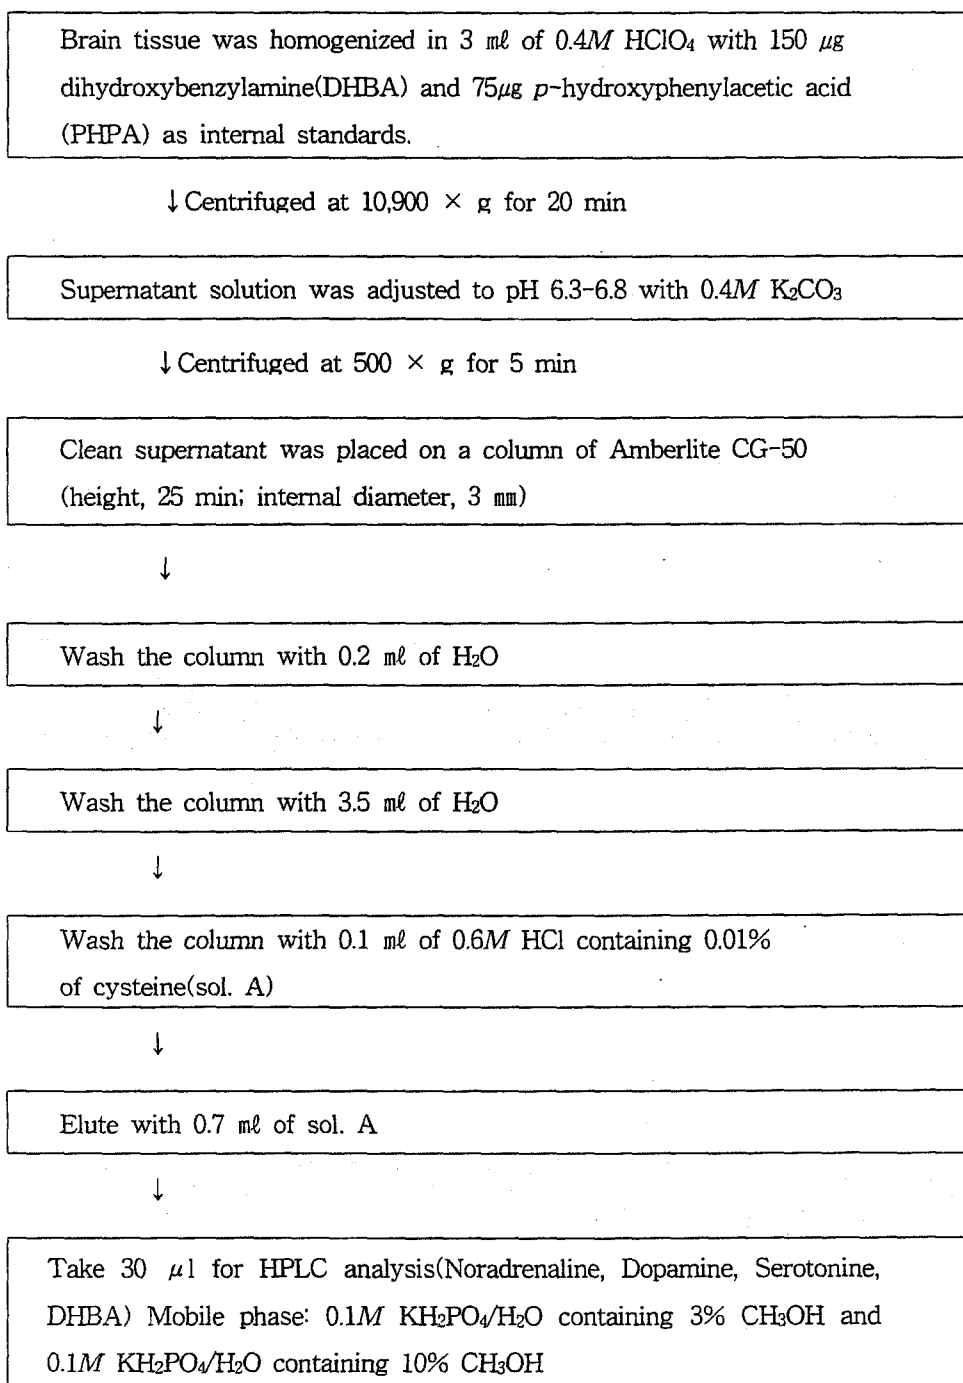 Brain tissue was homogenized in 3 ㎖ of 0.4M HClO₄ with 150 μg
dihydroxybenzylamine(DHBA) and 75μg p-hydroxyphenylacetic acid
(PHPA) as internal standards.
↓Centrifuged at 10,900 × g for 20 min
Supernatant solution was adjusted to pH 6.3-6.8 with 0.4M K₂CO₃
↓Centrifuged at 500 × g for 5 min
Clean supernatant was placed on a column of Amberlite CG-50
(height, 25 min; internal diameter, 3 ㎜)
↓
Wash the column with 0.2 ㎖ of H₂O
↓
Wash the column with 3.5 ㎖ of H₂O
↓
Wash the column with 0.1 ㎖ of 0.6M HCl containing 0.01%
of cysteine(sol. A)
↓
Elute with 0.7 ㎖ of sol. A
↓
Take 30 μl for HPLC analysis(Noradrenaline, Dopamine, Serotonine,
DHBA) Mobile phase: 0.1M KH₂PO₄/H₂O containing 3% CH₃OH and
0.1M KH₂PO₄/H₂O containing 10% CH₃OH